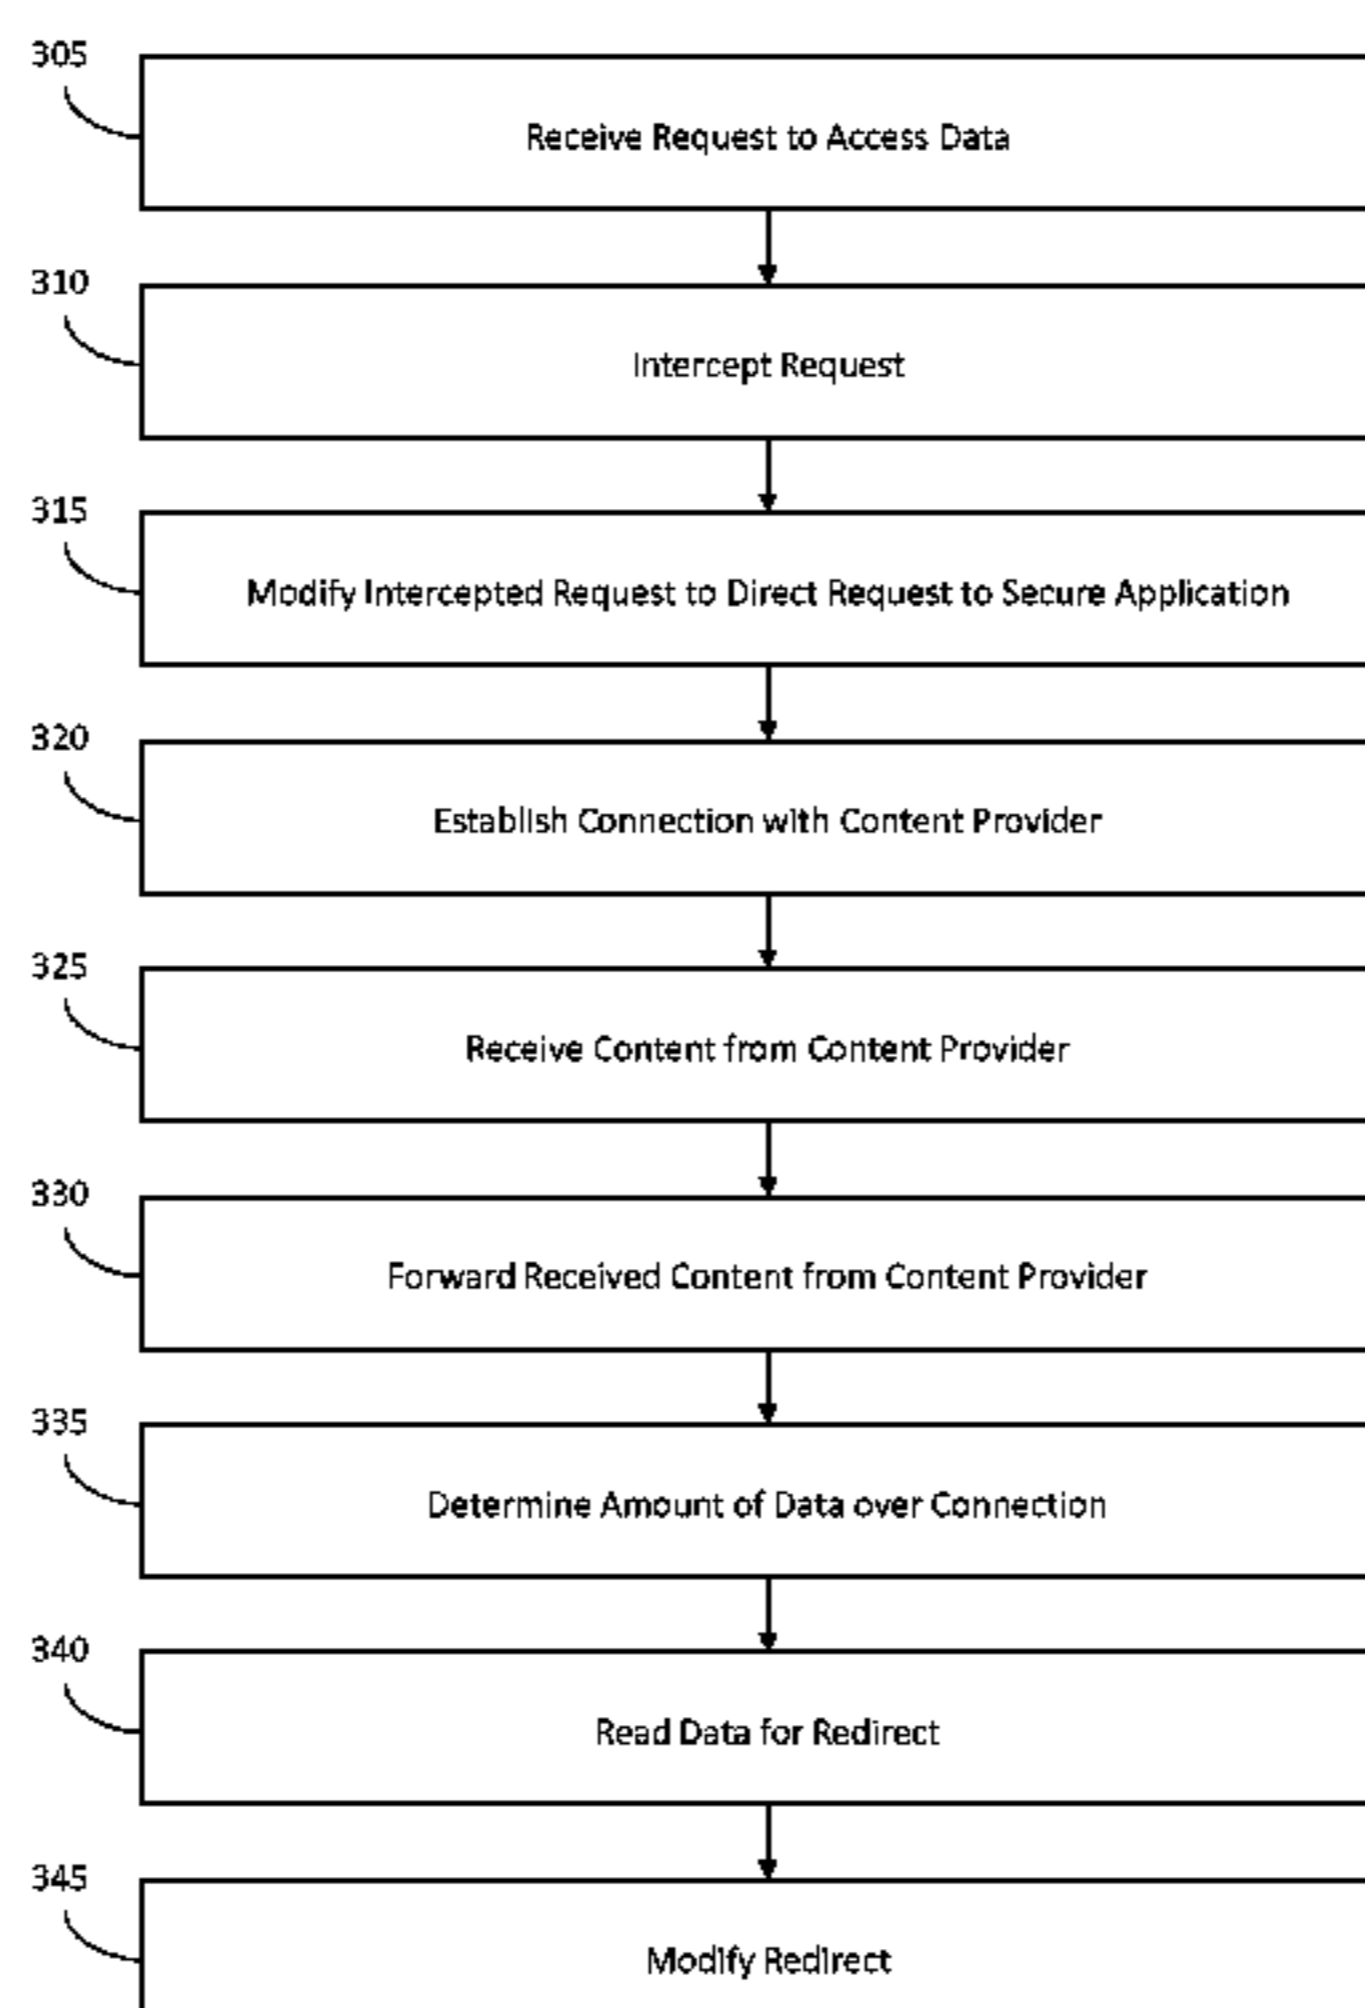 305
Receive Request to Access Data
310
Intercept Request
315
Modify Intercepted Request to Direct Request to Secure Application
320
Establish Connection with Content Provider
325
Receive Content from Content Provider
330
Forward Received Content from Content Provider
335
Determine Amount of Data over Connection
340
Read Data for Redirect
345
Modify Redirect